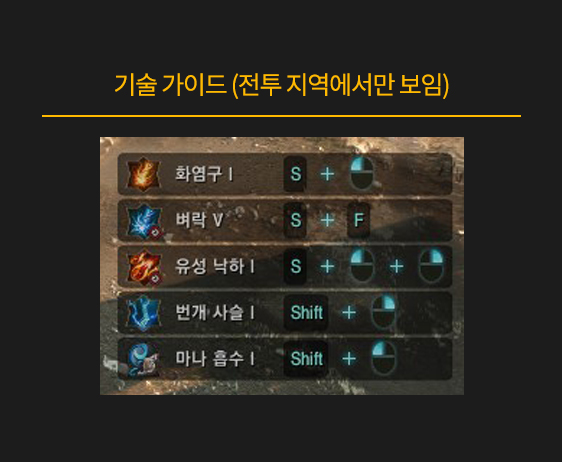 기술 가이드 (전투 지역에서만 보임)
화염구 I S +
벼락 V S + F
유성 낙하 I S + +
번개 사슬 I Shift +
마나 흡수 I Shift +